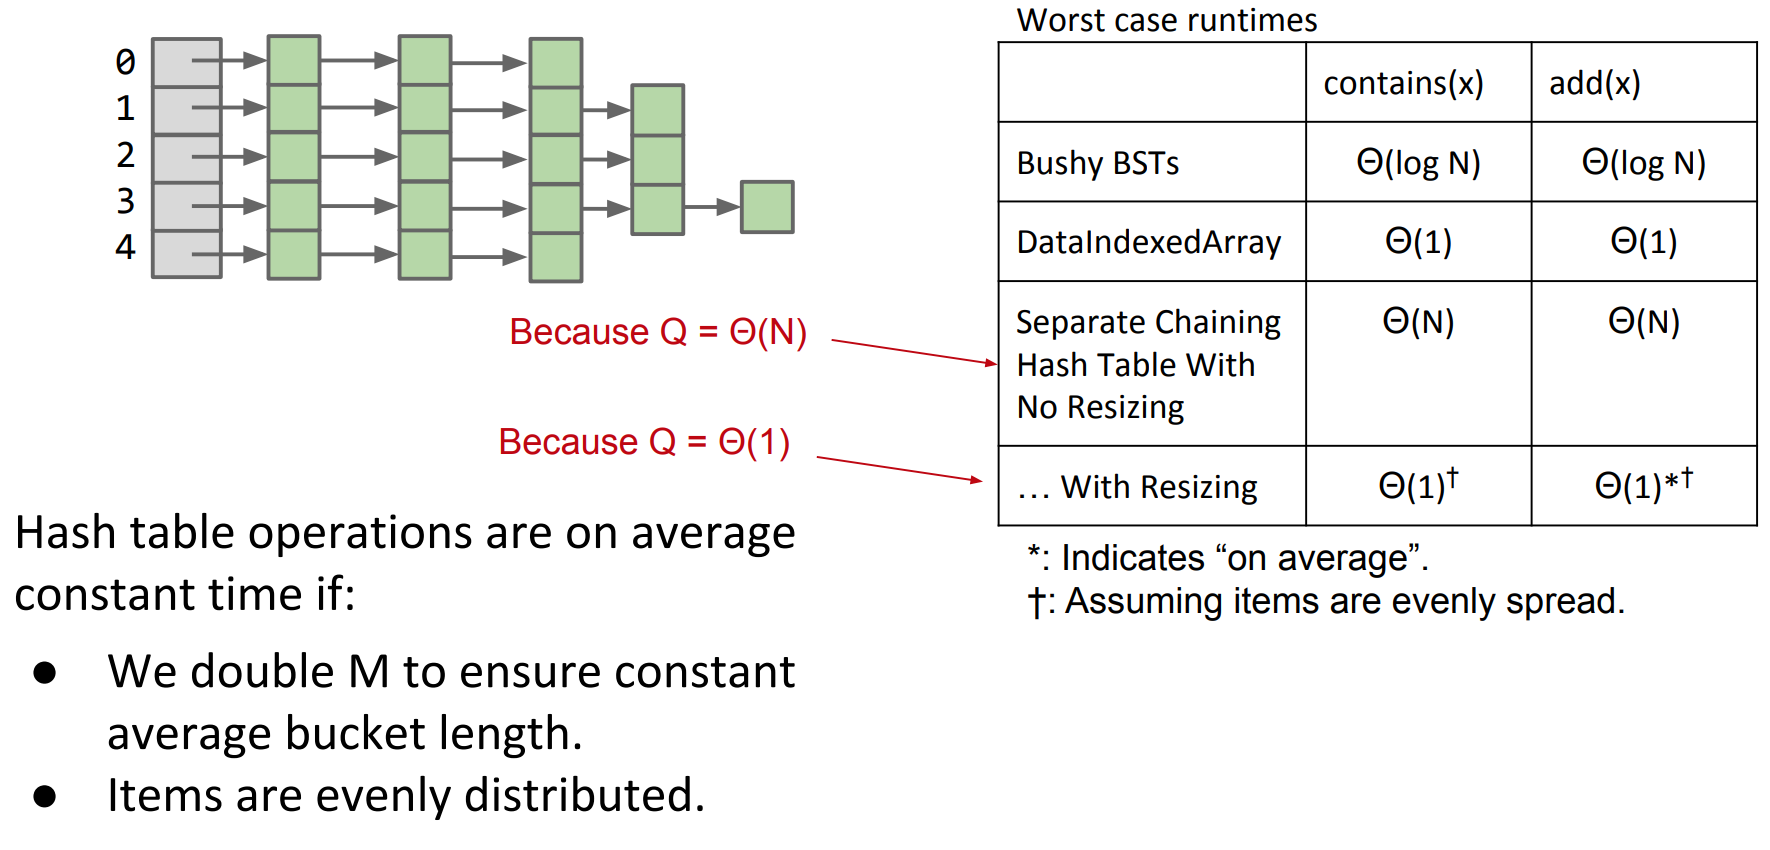 0
1
2
3
4
Because Q = Θ(N)
Because Q = Θ(1)
Hash table operations are on average
constant time if:
● We double M to ensure constant
average bucket length.
● Items are evenly distributed.
Worst case runtimes
contains(x) add(x)
Bushy BSTs Θ(log N) Θ(log N)
DataIndexedArray Θ(1) Θ(1)
Separate Chaining Θ(N) Θ(N)
Hash Table With
No Resizing
… With Resizing Θ(1)† Θ(1)*†
*: Indicates “on average”.
†: Assuming items are evenly spread.